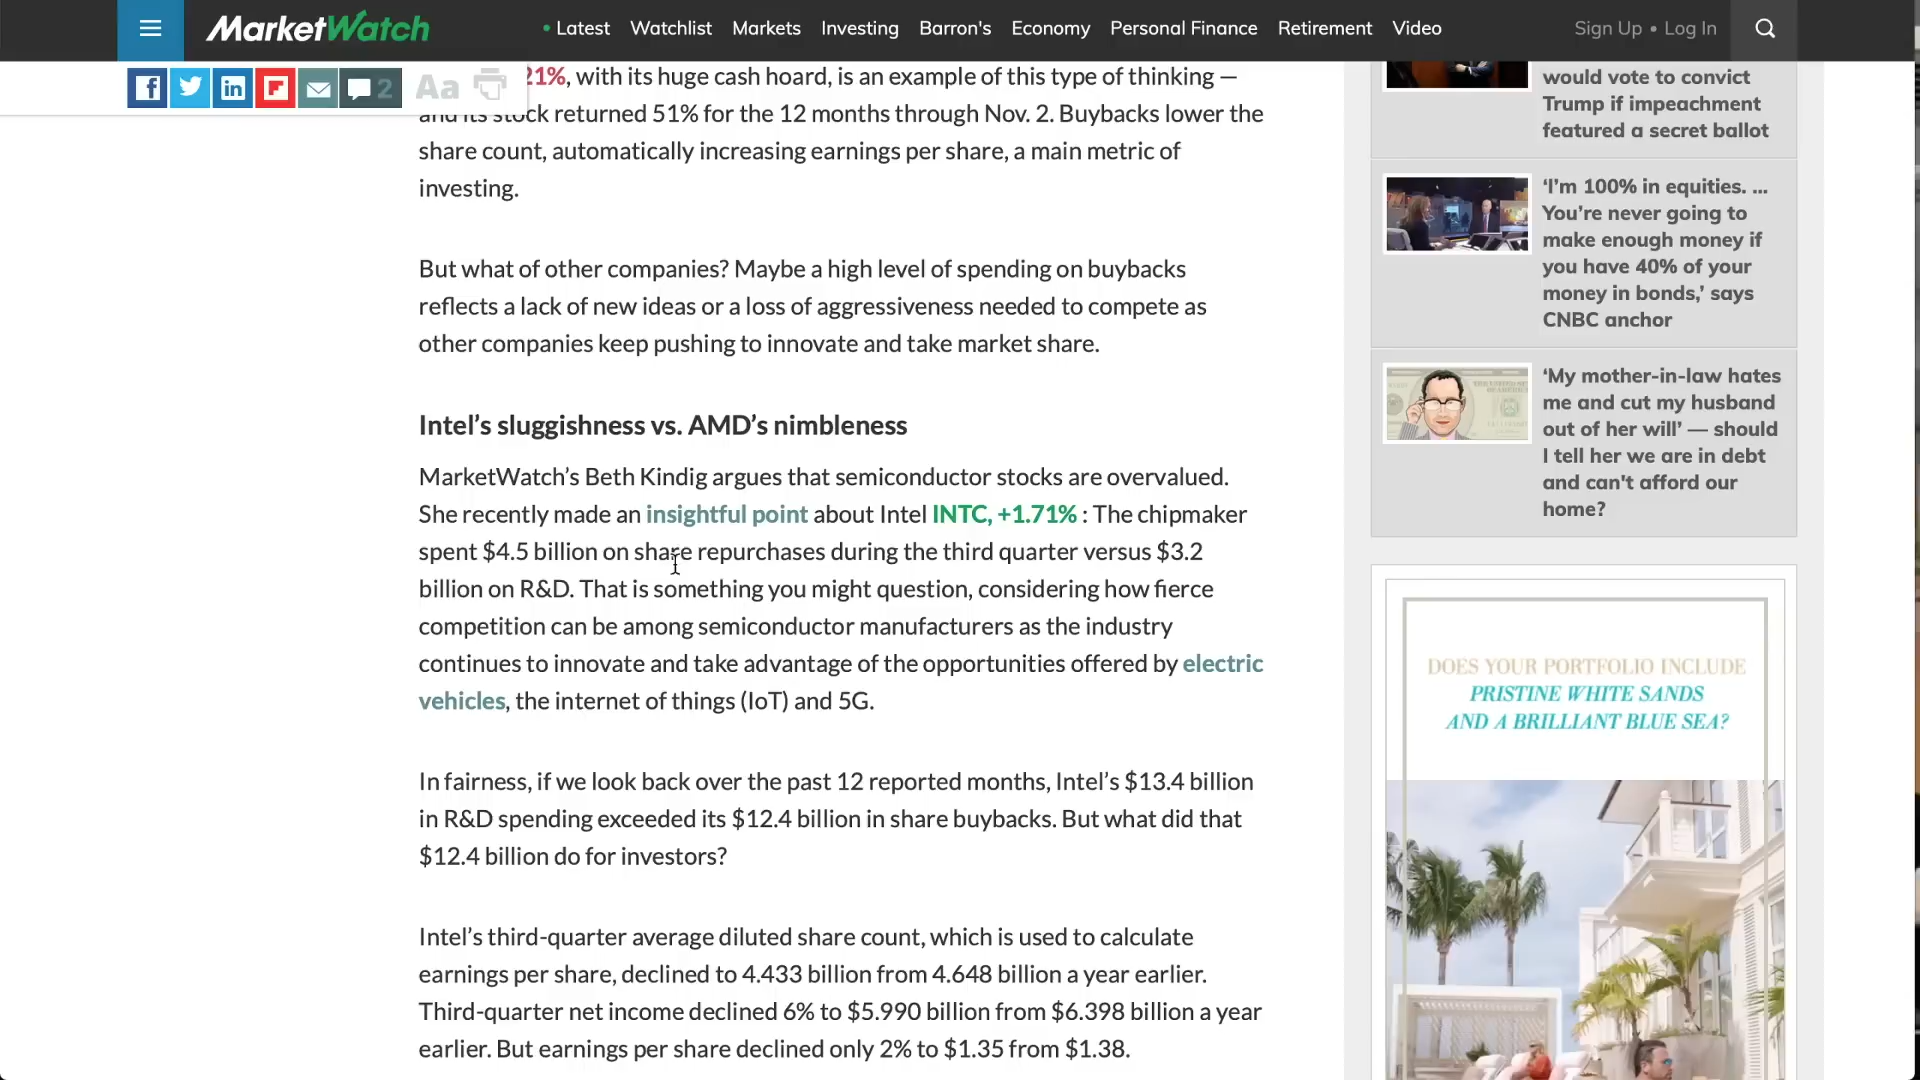 MarketWatch
• Latest Watchlist Markets Investing Barron's Economy Personal Finance Retirement Video
Sign Up • Log In
2 Aa
21%, with its huge cash hoard, is an example of this type of thinking —
and its stock returned 51% for the 12 months through Nov. 2. Buybacks lower the
share count, automatically increasing earnings per share, a main metric of
investing.
But what of other companies? Maybe a high level of spending on buybacks
reflects a lack of new ideas or a loss of aggressiveness needed to compete as
other companies keep pushing to innovate and take market share.
Intel’s sluggishness vs. AMD’s nimbleness
MarketWatch’s Beth Kindig argues that semiconductor stocks are overvalued.
She recently made an insightful point about Intel INTC, +1.71% : The chipmaker
spent $4.5 billion on share repurchases during the third quarter versus $3.2
billion on R&D. That is something you might question, considering how fierce
competition can be among semiconductor manufacturers as the industry
continues to innovate and take advantage of the opportunities offered by electric
vehicles, the internet of things (IoT) and 5G.
In fairness, if we look back over the past 12 reported months, Intel’s $13.4 billion
in R&D spending exceeded its $12.4 billion in share buybacks. But what did that
$12.4 billion do for investors?
Intel’s third-quarter average diluted share count, which is used to calculate
earnings per share, declined to 4.433 billion from 4.648 billion a year earlier.
Third-quarter net income declined 6% to $5.990 billion from $6.398 billion a year
earlier. But earnings per share declined only 2% to $1.35 from $1.38.
would vote to convict
Trump if impeachment
featured a secret ballot
‘I’m 100% in equities. ...
You’re never going to
make enough money if
you have 40% of your
money in bonds,’ says
CNBC anchor
‘My mother-in-law hates
me and cut my husband
out of her will’ — should
I tell her we are in debt
and can't afford our
home?
DOES YOUR PORTFOLIO INCLUDE
PRISTINE WHITE SANDS
AND A BRILLIANT BLUE SEA?